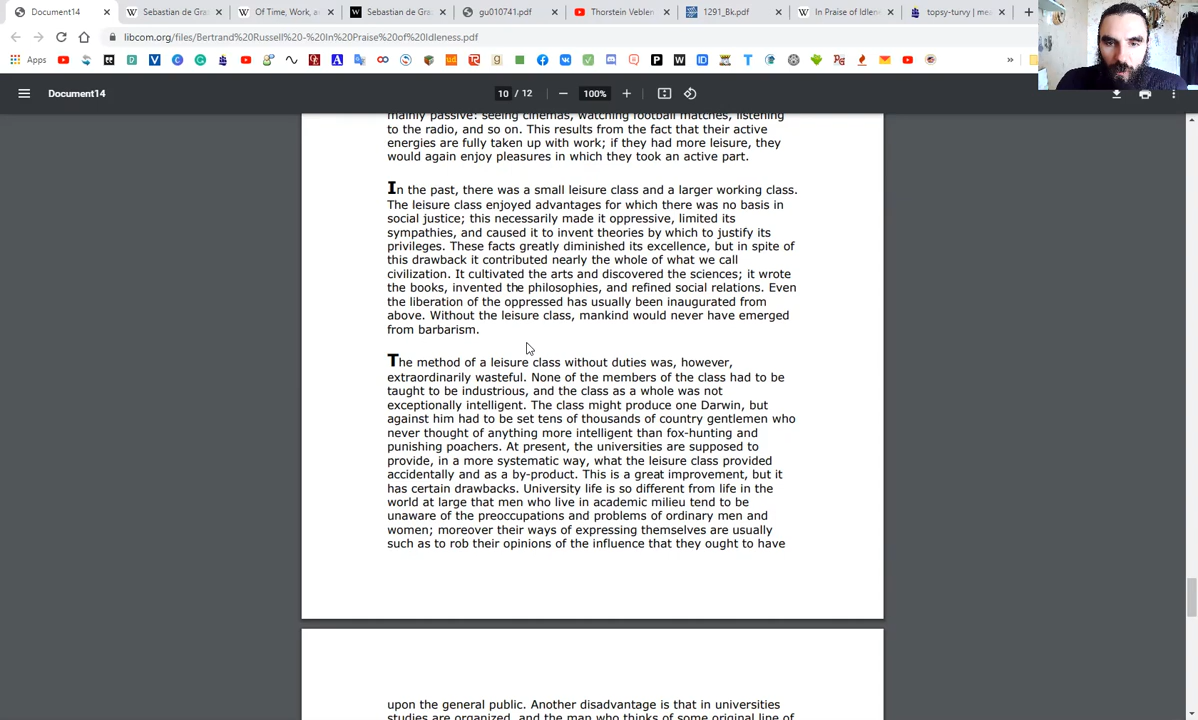 Document14
Sebastian de Gra
Of Time, Work, an
Sebastian de Gra
gu010741.pdf
Thorstein Veblen
1291_Bk.pdf
In Praise of Idlen
topsy-turvy | mea
libcom.org/files/Bertrand%20Russell%20-%20In%20Praise%20of%20Idleness.pdf
Apps
Document14
10 / 12
100%
mainly passive: seeing cinemas, watching football matches, listening
to the radio, and so on. This results from the fact that their active
energies are fully taken up with work; if they had more leisure, they
would again enjoy pleasures in which they took an active part.
In the past, there was a small leisure class and a larger working class.
The leisure class enjoyed advantages for which there was no basis in
social justice; this necessarily made it oppressive, limited its
sympathies, and caused it to invent theories by which to justify its
privileges. These facts greatly diminished its excellence, but in spite of
this drawback it contributed nearly the whole of what we call
civilization. It cultivated the arts and discovered the sciences; it wrote
the books, invented the philosophies, and refined social relations. Even
the liberation of the oppressed has usually been inaugurated from
above. Without the leisure class, mankind would never have emerged
from barbarism.
The method of a leisure class without duties was, however,
extraordinarily wasteful. None of the members of the class had to be
taught to be industrious, and the class as a whole was not
exceptionally intelligent. The class might produce one Darwin, but
against him had to be set tens of thousands of country gentlemen who
never thought of anything more intelligent than fox-hunting and
punishing poachers. At present, the universities are supposed to
provide, in a more systematic way, what the leisure class provided
accidentally and as a by-product. This is a great improvement, but it
has certain drawbacks. University life is so different from life in the
world at large that men who live in academic milieu tend to be
unaware of the preoccupations and problems of ordinary men and
women; moreover their ways of expressing themselves are usually
such as to rob their opinions of the influence that they ought to have
upon the general public. Another disadvantage is that in universities
studies are organized, and the man who thinks of some original line of